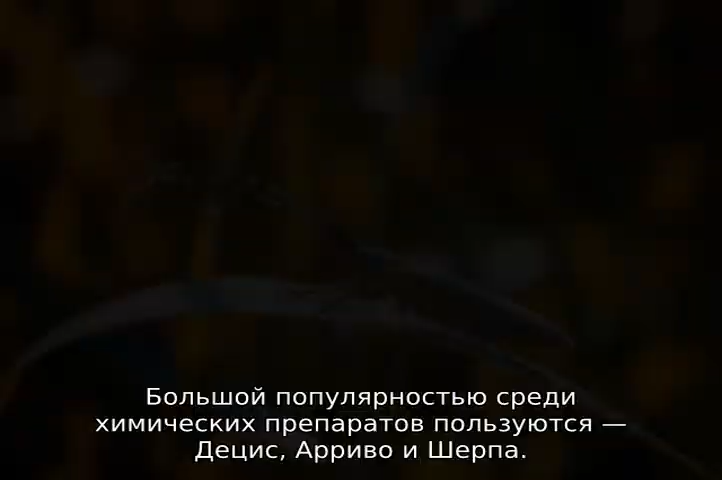 Большой популярностью среди
химических препаратов пользуются —
Децис, Арриво и Шерпа.